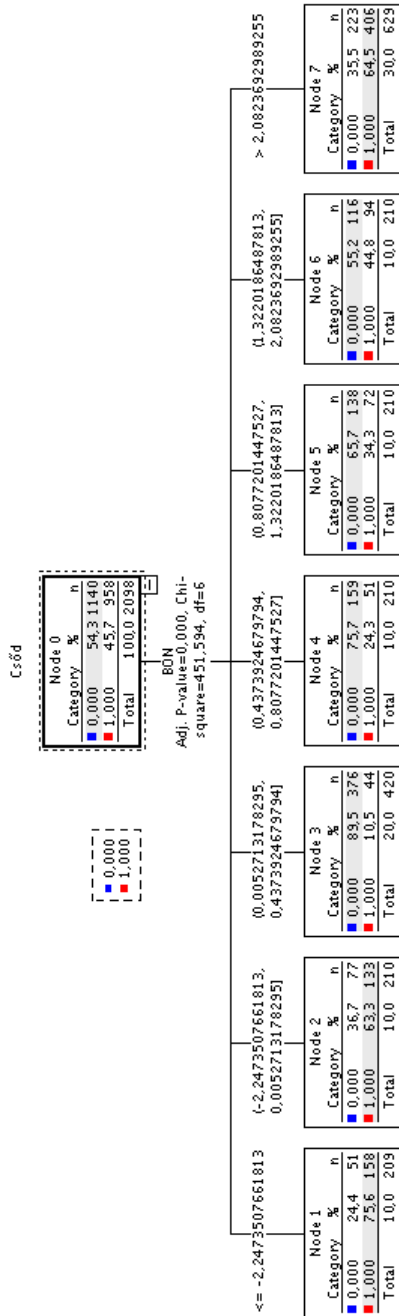 Csőd
Node 0
Category % n
0,000 54,3 1140
1,000 45,7 958
Total 100,0 2098
0,000
1,000
BON
Adj. P-value=0,000, Chi-
square=451,594, df=6
<= -2,2473507661813
Node 1
Category % n
0,000 24,4 51
1,000 75,6 158
Total 10,0 209
(-2,2473507661813,
0,0052713178295]
Node 2
Category % n
0,000 36,7 77
1,000 63,3 133
Total 10,0 210
(0,0052713178295,
0,4373924679794]
Node 3
Category % n
0,000 89,5 376
1,000 10,5 44
Total 20,0 420
(0,4373924679794,
0,8077201447527]
Node 4
Category % n
0,000 75,7 159
1,000 24,3 51
Total 10,0 210
(0,8077201447527,
1,3220186487813]
Node 5
Category % n
0,000 65,7 138
1,000 34,3 72
Total 10,0 210
(1,3220186487813,
2,0823692989255]
Node 6
Category % n
0,000 55,2 116
1,000 44,8 94
Total 10,0 210
> 2,0823692989255
Node 7
Category % n
0,000 35,5 223
1,000 64,5 406
Total 30,0 629